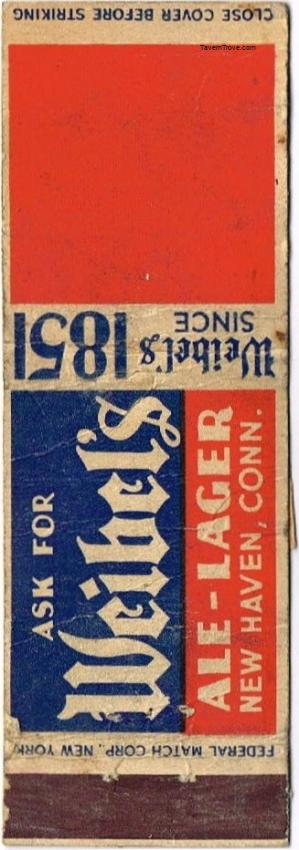 CLOSE COVER BEFORE STRIKING
TavernTrove.com
Weibel's
SINCE
1851
ASK FOR
Weibel's
ALE-LAGER
NEW HAVEN, CONN.
FEDERAL MATCH CORP. NEW YORK